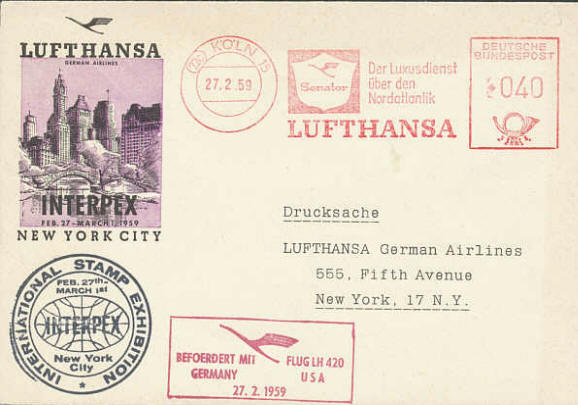 LUFTHANSA
GERMAN AIRLINES
INTERPEX
FEB. 27 - MARCH 1, 1959
NEW YORK CITY
KÖLN
27.2.59
Senator
Der Luxusdienst
über den
Nordatlantik
LUFTHANSA
DEUTSCHE
BUNDESPOST
040
Drucksache
LUFTHANSA German Airlines
555, Fifth Avenue
New York, 17 N.Y.
INTERNATIONAL STAMP EXHIBITION
FEB. 27th-
MARCH 1st
INTERPEX
New York
City
BEFOERDERT MIT FLUG LH 420
GERMANY USA
27. 2. 1959